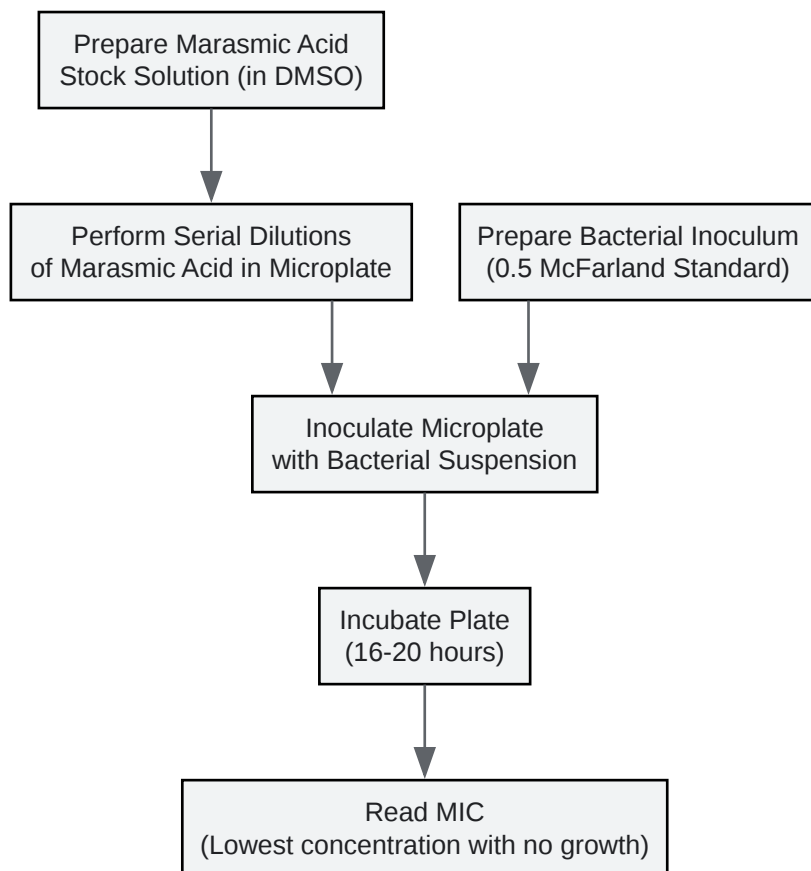 Prepare Marasmic Acid
Stock Solution (in DMSO)
Perform Serial Dilutions
of Marasmic Acid in Microplate
Prepare Bacterial Inoculum
(0.5 McFarland Standard)
Inoculate Microplate
with Bacterial Suspension
Incubate Plate
(16-20 hours)
Read MIC
(Lowest concentration with no growth)